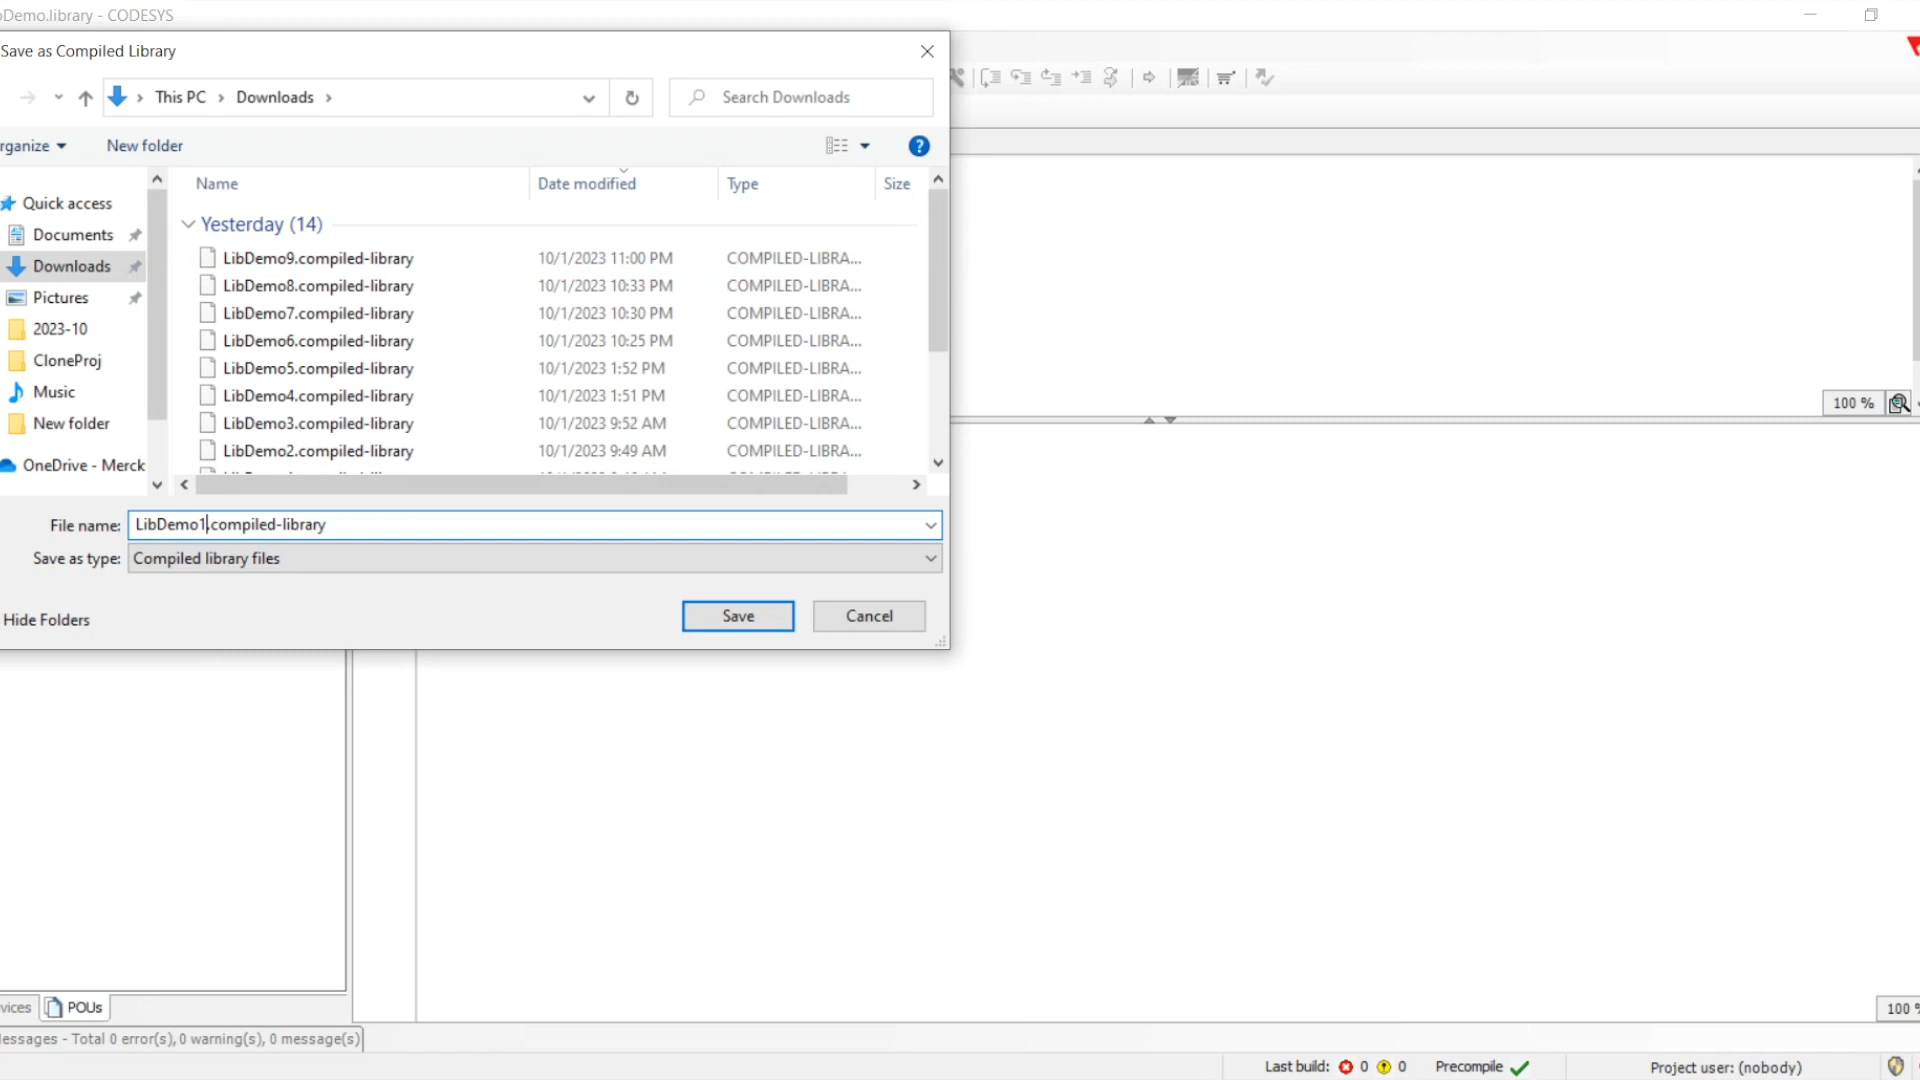 Demo.library - CODESYS
Save as Compiled Library
This PC > Downloads >
Search Downloads
rganize
New folder
Name Date modified Type Size
Quick access
Documents
Downloads
Pictures
2023-10
CloneProj
Music
New folder
OneDrive - Merck
Yesterday (14)
LibDemo9.compiled-library 10/1/2023 11:00 PM COMPILED-LIBRA...
LibDemo8.compiled-library 10/1/2023 10:33 PM COMPILED-LIBRA...
LibDemo7.compiled-library 10/1/2023 10:30 PM COMPILED-LIBRA...
LibDemo6.compiled-library 10/1/2023 10:25 PM COMPILED-LIBRA...
LibDemo5.compiled-library 10/1/2023 1:52 PM COMPILED-LIBRA...
LibDemo4.compiled-library 10/1/2023 1:51 PM COMPILED-LIBRA...
LibDemo3.compiled-library 10/1/2023 9:52 AM COMPILED-LIBRA...
LibDemo2.compiled-library 10/1/2023 9:49 AM COMPILED-LIBRA...
100 %
File name: LibDemo1.compiled-library
Save as type: Compiled library files
Hide Folders
Save
Cancel
vices POUs
100 %
essages - Total 0 error(s), 0 warning(s), 0 message(s)
Last build: 0 0 Precompile Project user: (nobody)